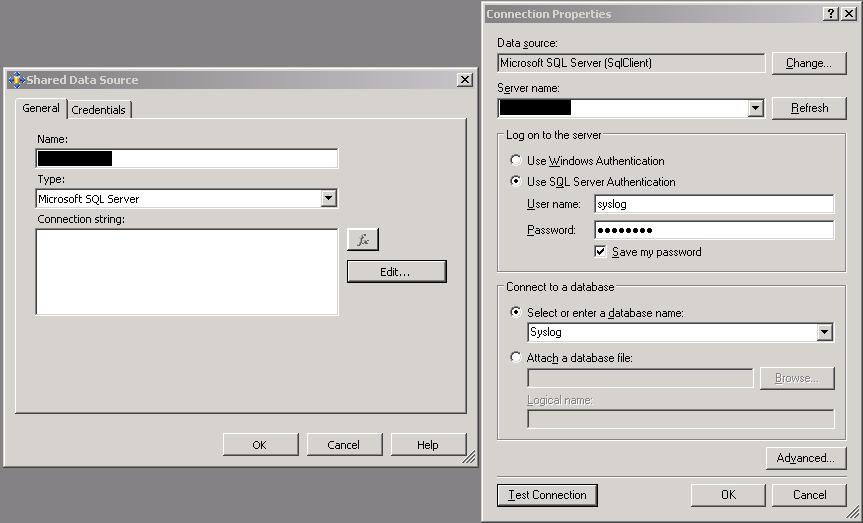 Shared Data Source
General
Credentials
Name:
Type:
Microsoft SQL Server
Connection string:
fx
Edit...
OK
Cancel
Help
Connection Properties
Data source:
Microsoft SQL Server (SqlClient)
Change...
Server name:
Refresh
Log on to the server
Use Windows Authentication
Use SQL Server Authentication
User name:
syslog
Password:
●●●●●●●●
Save my password
Connect to a database
Select or enter a database name:
Syslog
Attach a database file:
Browse...
Logical name:
Advanced...
Test Connection
OK
Cancel